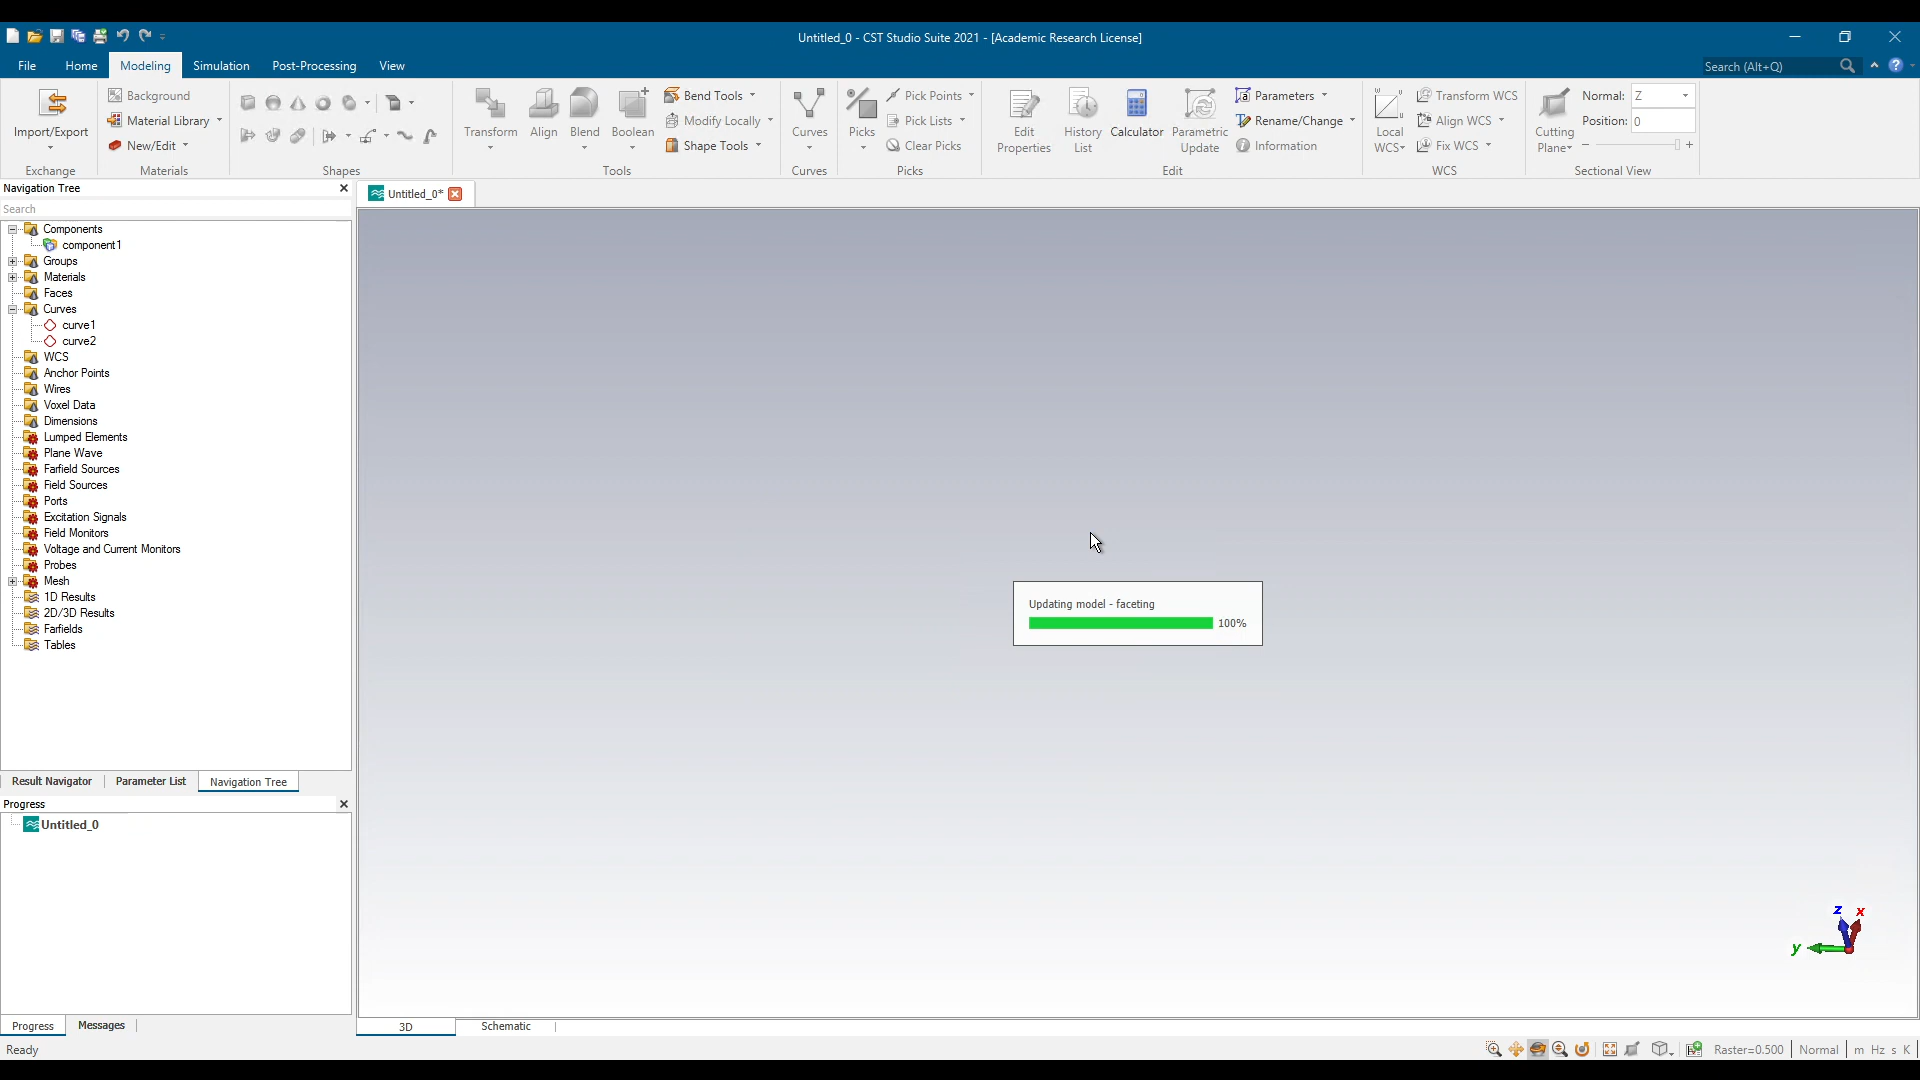 Untitled_0 - CST Studio Suite 2021 - [Academic Research License]
File Home Modeling Simulation Post-Processing View
Search (Alt+Q)
Import/Export
Exchange
Background
Material Library
New/Edit
Materials
Shapes
Transform
Align
Blend
Boolean
Bend Tools
Modify Locally
Shape Tools
Tools
Curves
Curves
Picks
Pick Points
Pick Lists
Clear Picks
Picks
Edit
Properties
History
List
Calculator
Parametric
Update
Parameters
Rename/Change
Information
Edit
Local
WCS
Transform WCS
Align WCS
Fix WCS
WCS
Cutting
Plane
Normal: Z
Position: 0
Sectional View
Navigation Tree
Search
Components
component1
Groups
Materials
Faces
Curves
curve1
curve2
WCS
Anchor Points
Wires
Voxel Data
Dimensions
Lumped Elements
Plane Wave
Farfield Sources
Field Sources
Ports
Excitation Signals
Field Monitors
Voltage and Current Monitors
Probes
Mesh
1D Results
2D/3D Results
Farfields
Tables
Result Navigator Parameter List Navigation Tree
Progress
Untitled_0
Progress Messages
Untitled_0*
Updating model - faceting
100%
z x
y
3D Schematic
Ready
Raster=0.500 Normal m Hz s K